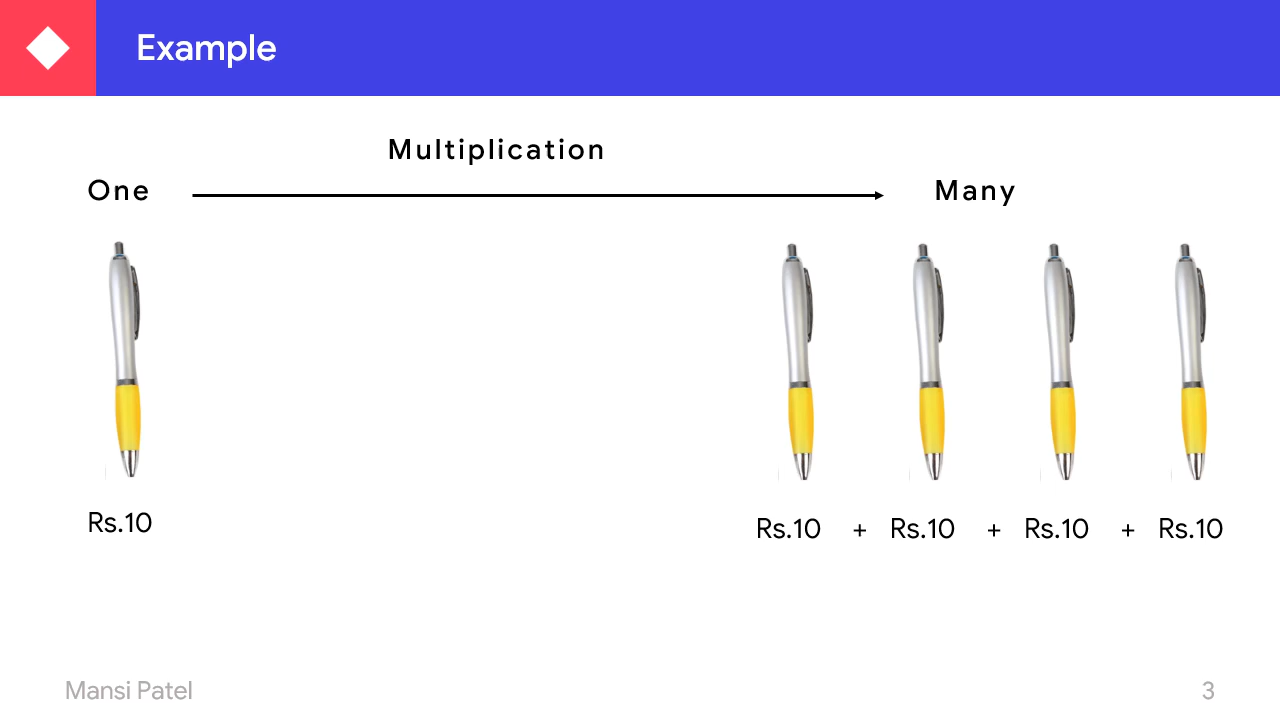 Example
Multiplication
One
Many
Rs.10
Rs.10 + Rs.10 + Rs.10 + Rs.10
Mansi Patel
3